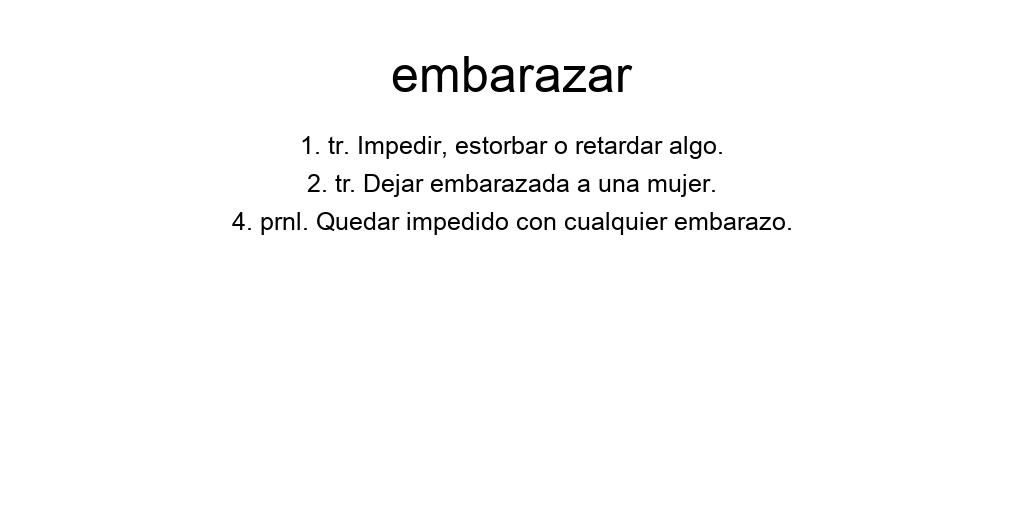 embarazar
1. tr. Impedir, estorbar o retardar algo.
2. tr. Dejar embarazada a una mujer.
4. prnl. Quedar impedido con cualquier embarazo.